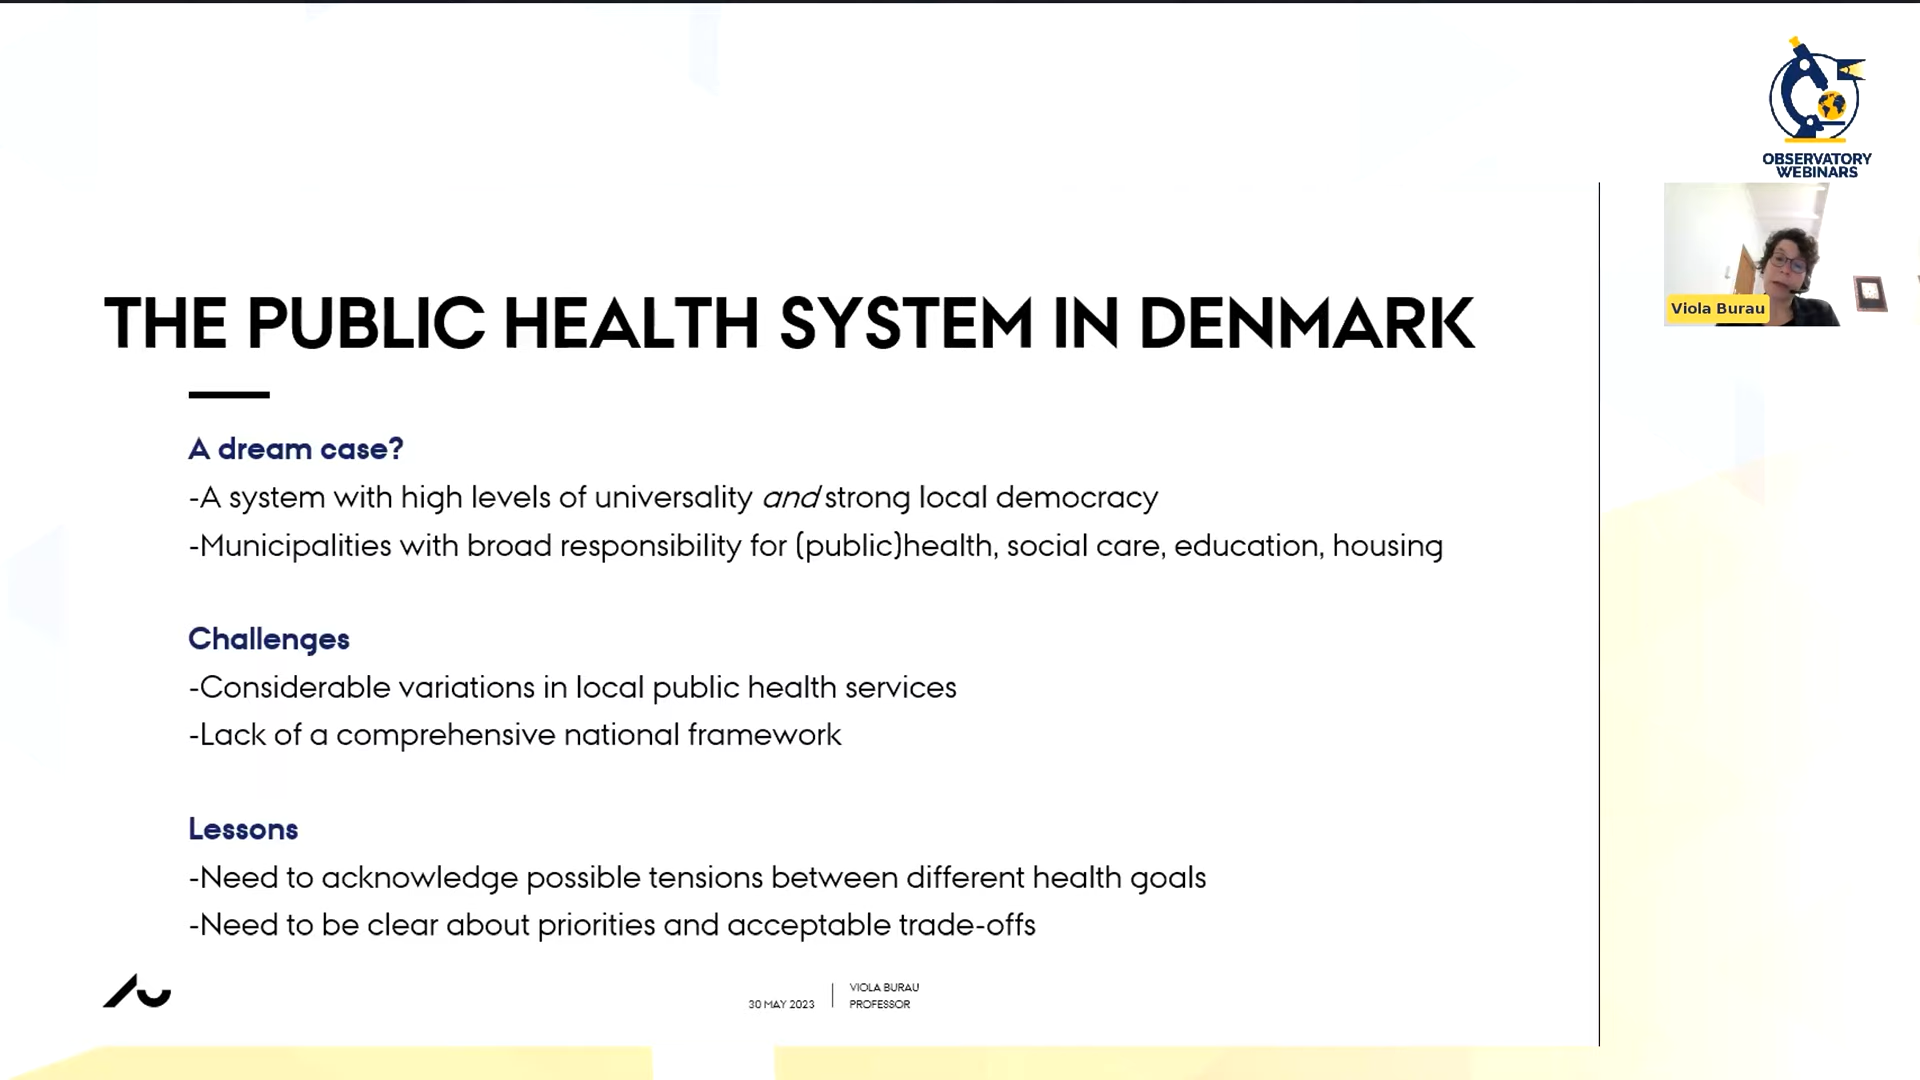 OBSERVATORY
WEBINARS
Viola Burau
THE PUBLIC HEALTH SYSTEM IN DENMARK
A dream case?
-A system with high levels of universality and strong local democracy
-Municipalities with broad responsibility for (public)health, social care, education, housing
Challenges
-Considerable variations in local public health services
-Lack of a comprehensive national framework
Lessons
-Need to acknowledge possible tensions between different health goals
-Need to be clear about priorities and acceptable trade-offs
30 MAY 2023
VIOLA BURAU
PROFESSOR